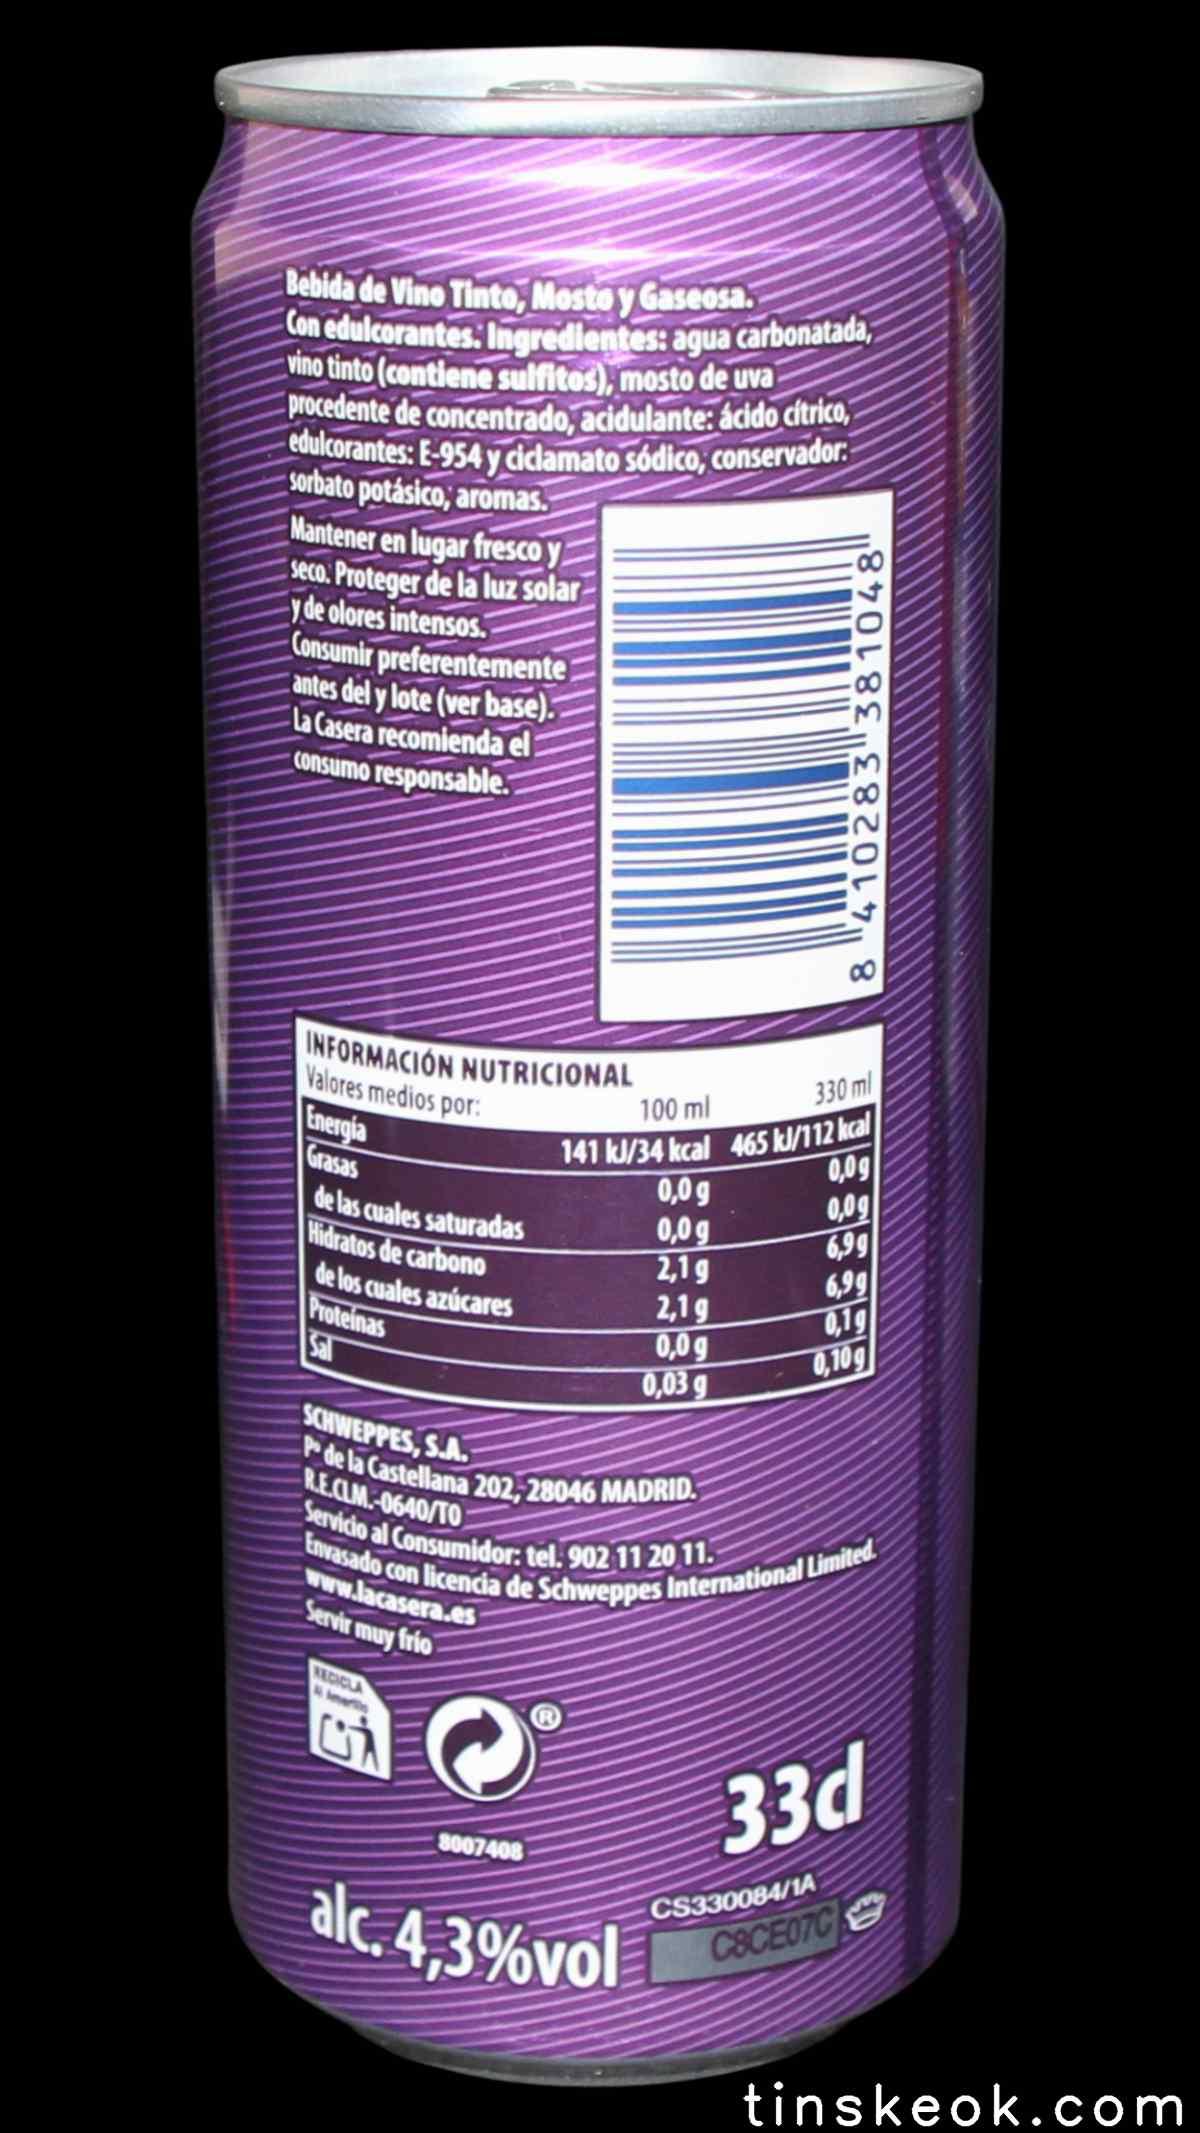 Bebida de Vino Tinto, Mosto y Gaseosa.
Con edulcorantes. Ingredientes: agua carbonatada,
vino tinto (contiene sulfitos), mosto de uva
procedente de concentrado, acidulante: ácido cítrico,
edulcorantes: E-954 y ciclamato sódico, conservador:
sorbato potásico, aromas.
Mantener en lugar fresco y
seco. Proteger de la luz solar
y de olores intensos.
Consumir preferentemente
antes del y lote (ver base).
La Casera recomienda el
consumo responsable.
8 410283 381048
INFORMACIÓN NUTRICIONAL
Valores medios por: 100 ml 330 ml
Energía 141 kJ/34 kcal 465 kJ/112 kcal
Grasas 0,0 g 0,0 g
de las cuales saturadas 0,0 g 0,0 g
Hidratos de carbono 2,1 g 6,9 g
de los cuales azúcares 2,1 g 6,9 g
Proteínas 0,0 g 0,1 g
Sal 0,03 g 0,10 g
SCHWEPPES, S.A.
Pº de la Castellana 202, 28046 MADRID.
R.E.CLM.-0640/TO
Servicio al Consumidor: tel. 902 11 20 11.
Envasado con licencia de Schweppes International Limited.
www.lacasera.es
Servir muy frío
RECICLA
Al Amarillo
®
8007408
33cl
alc. 4,3%vol
CS330084/1A
C8CE07C
tinskeok.com